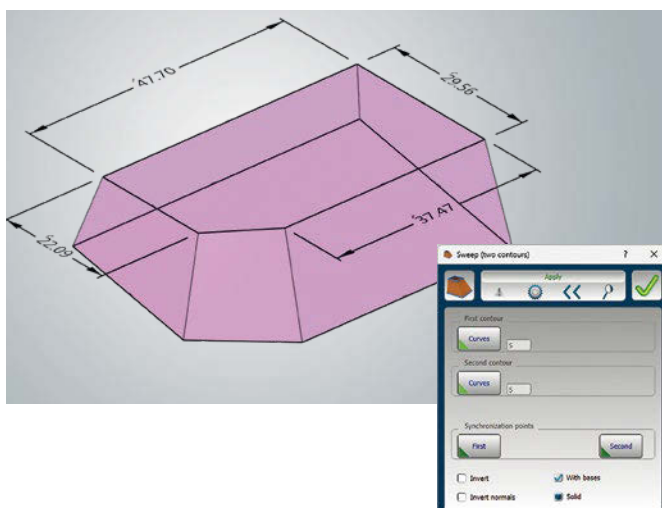 47.70
29.56
22.09
37.47
Sweep (two contours) ? ×
Apply
First contour
Curves 5
Second contour
Curves 5
Synchronization points
First Second
Invert With bases
Invert normals Solid